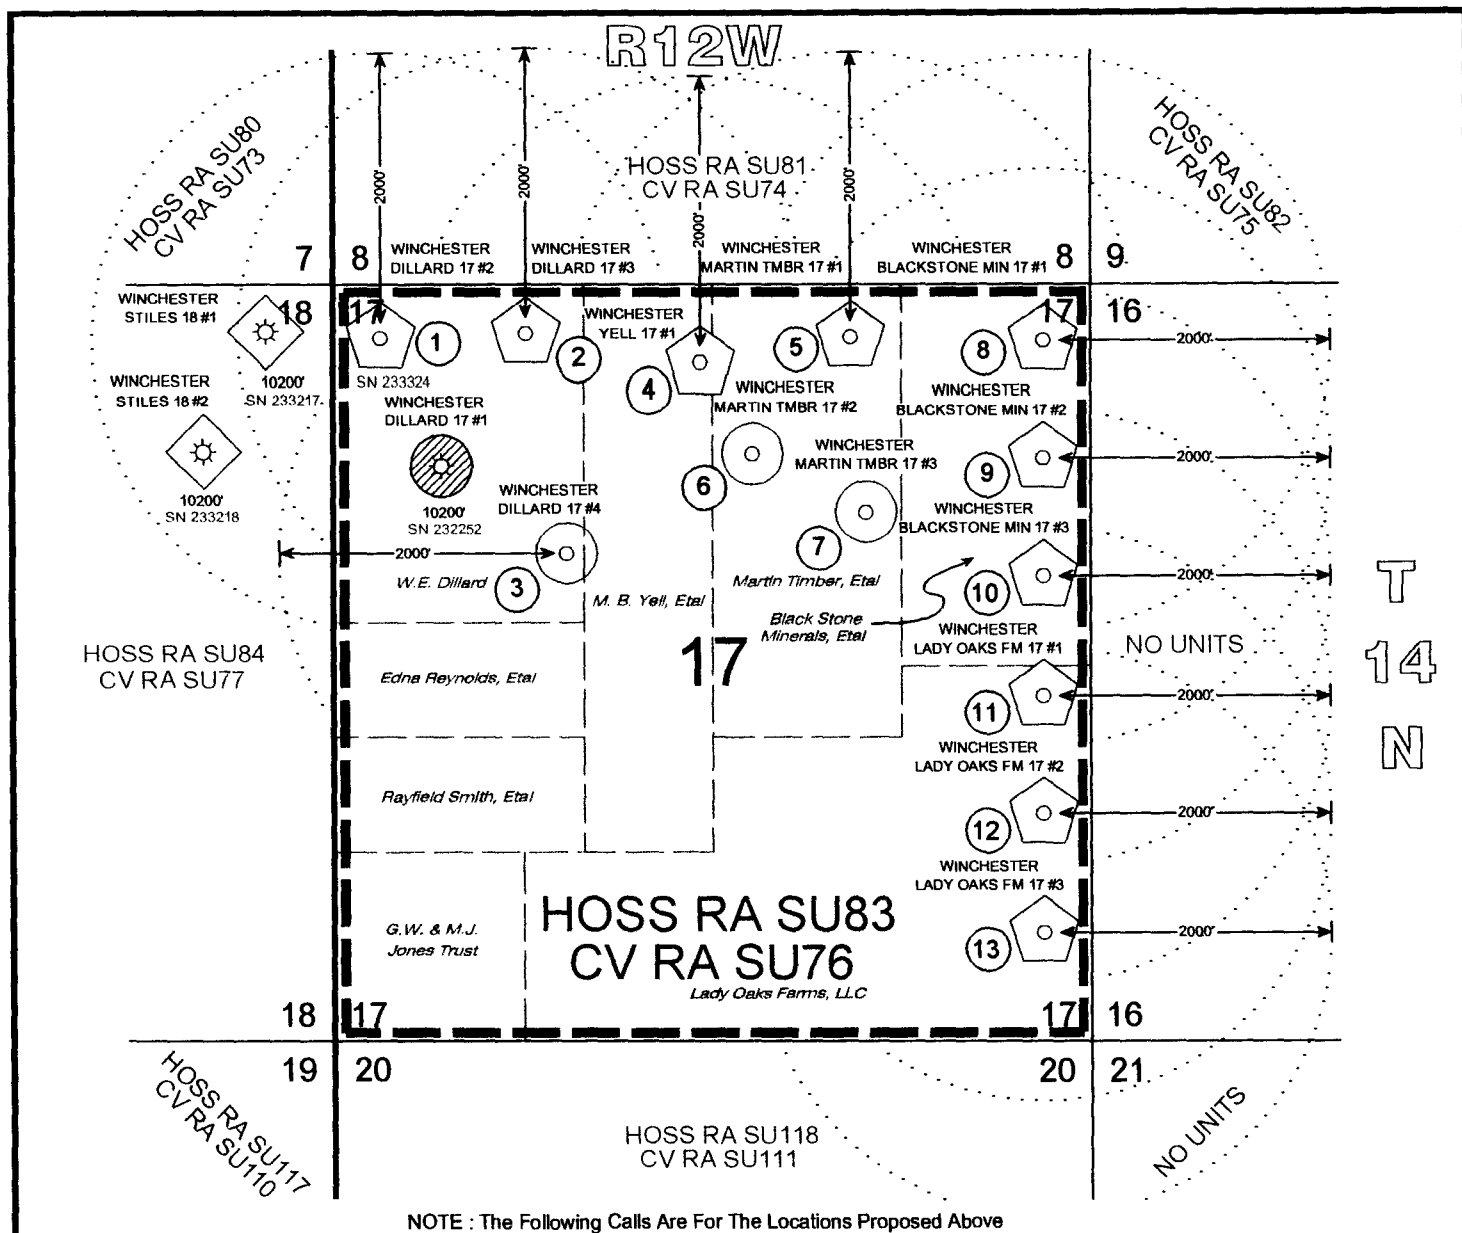 R12W
HOSS RA SU80
CV RA SU73
HOSS RA SU81
CV RA SU74
HOSS RA SU82
CV RA SU75
2000'
2000'
2000'
2000'
7
8
WINCHESTER
DILLARD 17 #2
WINCHESTER
DILLARD 17 #3
WINCHESTER
MARTIN TMBR 17 #1
WINCHESTER
BLACKSTONE MIN 17 #1
8
9
WINCHESTER
STILES 18 #1
18
17
WINCHESTER
YELL 17 #1
17
16
1
2
4
5
8
2000'
10200'
SN 233217
SN 233324
WINCHESTER
STILES 18 #2
WINCHESTER
DILLARD 17 #1
WINCHESTER
MARTIN TMBR 17 #2
WINCHESTER
BLACKSTONE MIN 17 #2
10200'
SN 233218
10200'
SN 232252
WINCHESTER
DILLARD 17 #4
6
WINCHESTER
MARTIN TMBR 17 #3
9
2000'
WINCHESTER
BLACKSTONE MIN 17 #3
7
2000'
3
W.E. Dillard
M. B. Yell, Etal
Martin Timber, Etal
Black Stone
Minerals, Etal
10
2000'
T
14
N
WINCHESTER
LADY OAKS FM 17 #1
NO UNITS
HOSS RA SU84
CV RA SU77
Edna Reynolds, Etal
17
11
2000'
WINCHESTER
LADY OAKS FM 17 #2
Rayfield Smith, Etal
12
2000'
WINCHESTER
LADY OAKS FM 17 #3
G.W. & M.J.
Jones Trust
HOSS RA SU83
CV RA SU76
Lady Oaks Farms, LLC
13
2000'
18
17
17
16
19
20
20
21
HOSS RA SU117
CV RA SU110
HOSS RA SU118
CV RA SU111
NO UNITS
NOTE : The Following Calls Are For The Locations Proposed Above